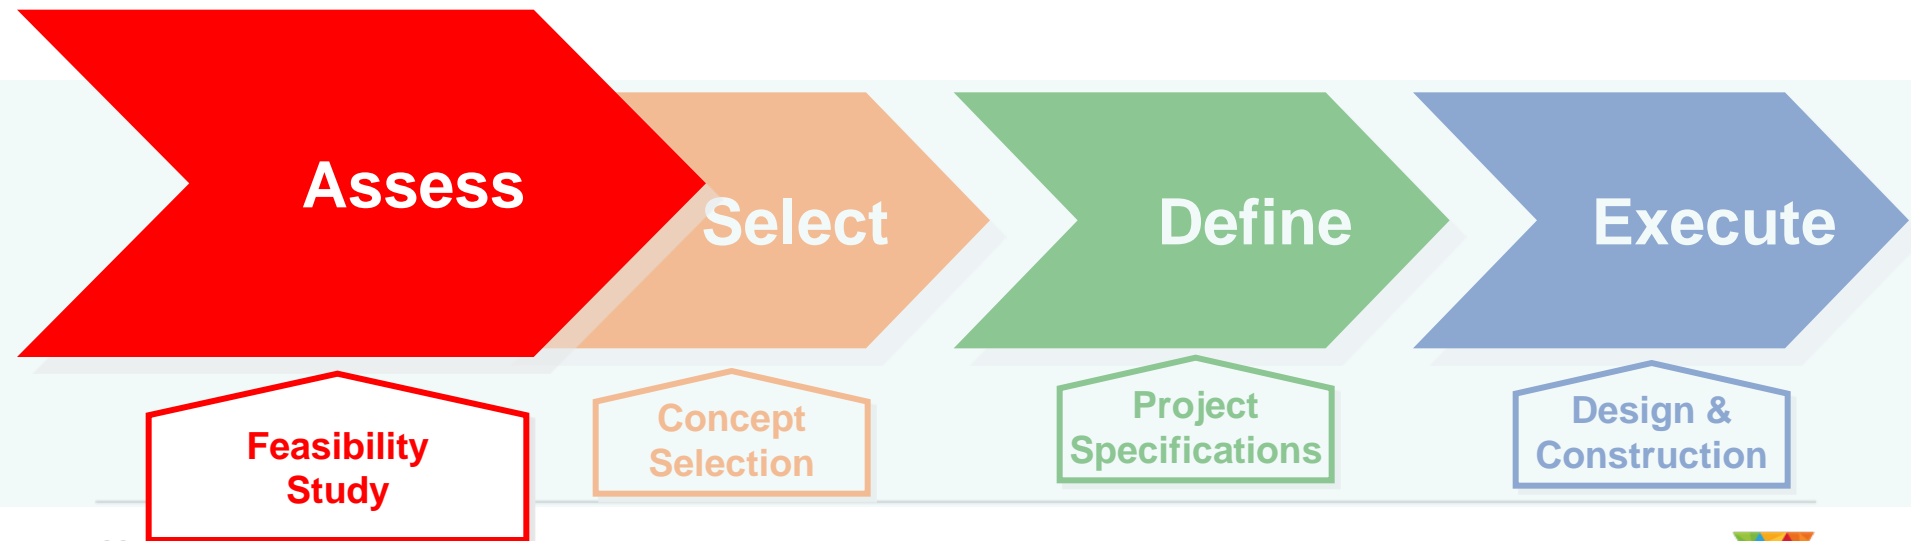 Assess
Select
Define
Execute
Feasibility
Study
Concept
Selection
Project
Specifications
Design &
Construction